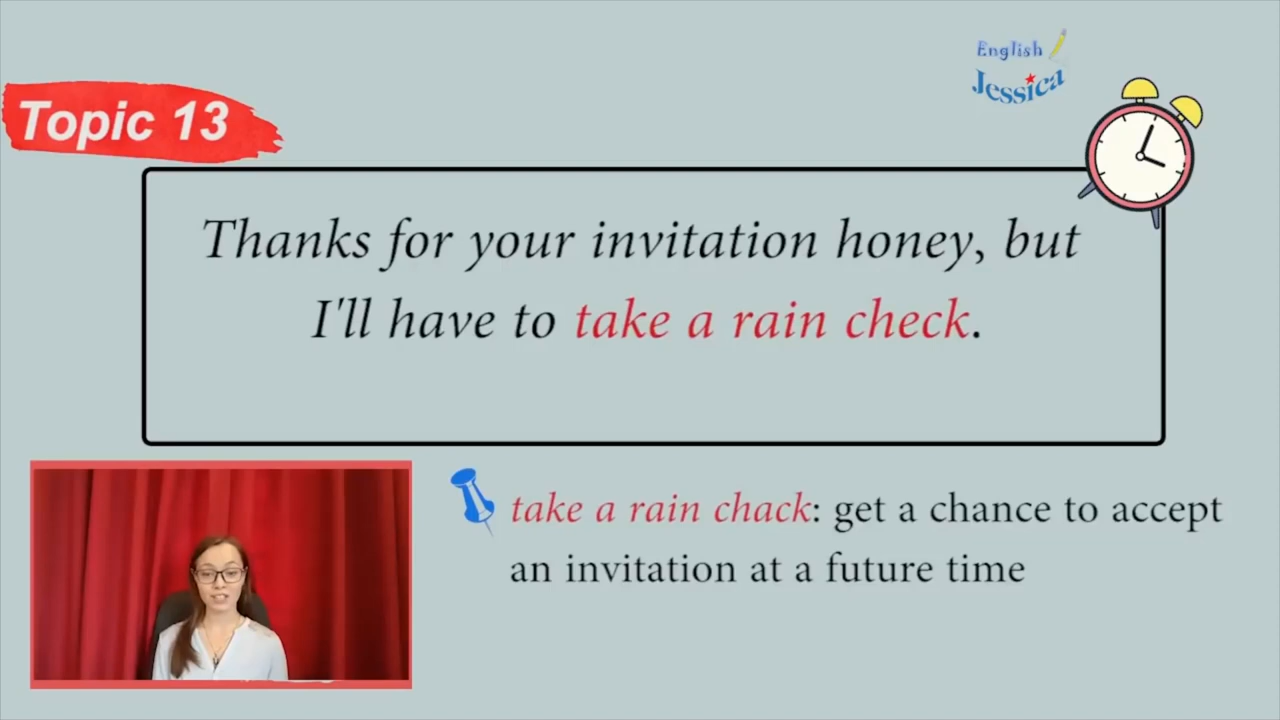 English
Jessica
Topic 13
Thanks for your invitation honey, but
I'll have to take a rain check.
take a rain chack: get a chance to accept
an invitation at a future time